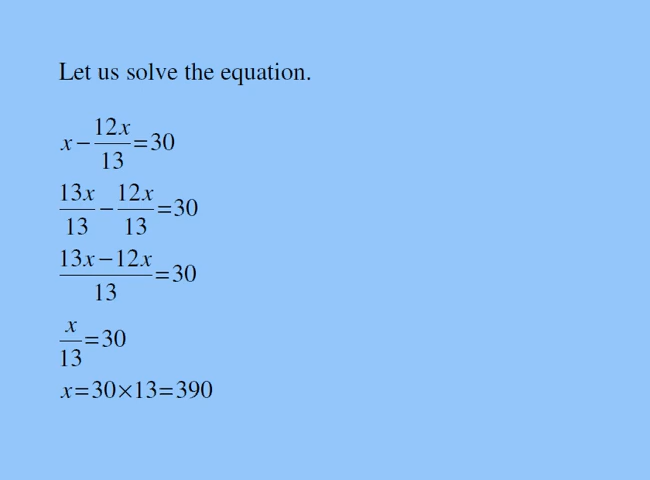 Let us solve the equation.
x − 12x/13 = 30
13x/13 − 12x/13 = 30
(13x − 12x)/13 = 30
x/13 = 30
x=30×13=390